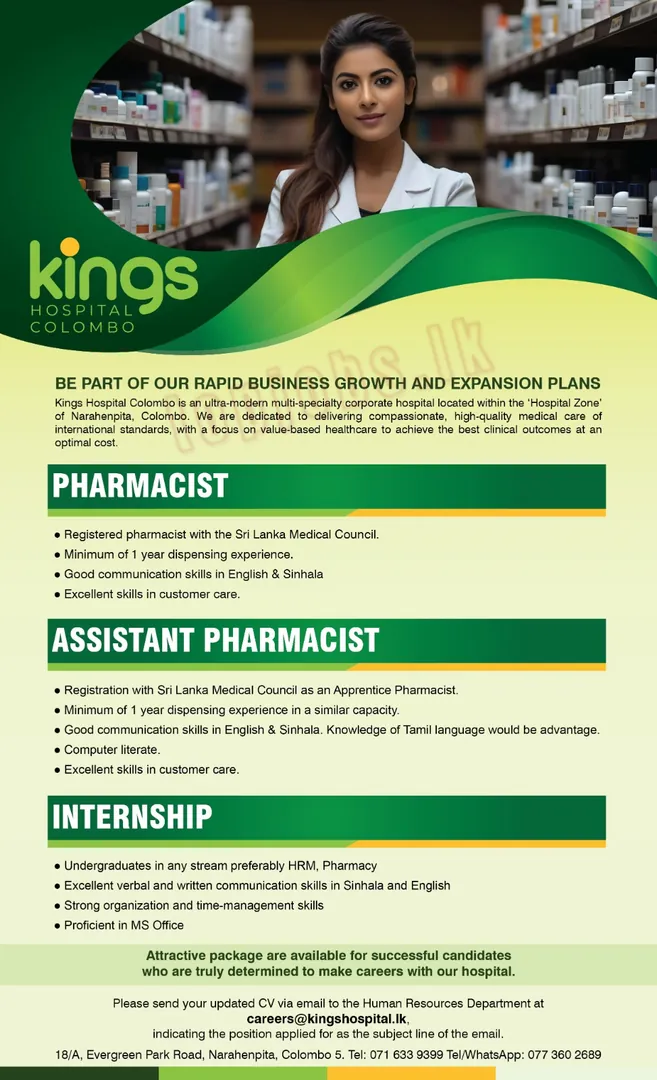 kings
HOSPITAL
COLOMBO
topjobs.lk
BE PART OF OUR RAPID BUSINESS GROWTH AND EXPANSION PLANS
Kings Hospital Colombo is an ultra-modern multi-specialty corporate hospital located within the ‘Hospital Zone’
of Narahenpita, Colombo. We are dedicated to delivering compassionate, high-quality medical care of
international standards, with a focus on value-based healthcare to achieve the best clinical outcomes at an
optimal cost.
PHARMACIST
● Registered pharmacist with the Sri Lanka Medical Council.
● Minimum of 1 year dispensing experience.
● Good communication skills in English & Sinhala
● Excellent skills in customer care.
ASSISTANT PHARMACIST
● Registration with Sri Lanka Medical Council as an Apprentice Pharmacist.
● Minimum of 1 year dispensing experience in a similar capacity.
● Good communication skills in English & Sinhala. Knowledge of Tamil language would be advantage.
● Computer literate.
● Excellent skills in customer care.
INTERNSHIP
● Undergraduates in any stream preferably HRM, Pharmacy
● Excellent verbal and written communication skills in Sinhala and English
● Strong organization and time-management skills
● Proficient in MS Office
Attractive package are available for successful candidates
who are truly determined to make careers with our hospital.
Please send your updated CV via email to the Human Resources Department at
careers@kingshospital.lk,
indicating the position applied for as the subject line of the email.
18/A, Evergreen Park Road, Narahenpita, Colombo 5. Tel: 071 633 9399 Tel/WhatsApp: 077 360 2689